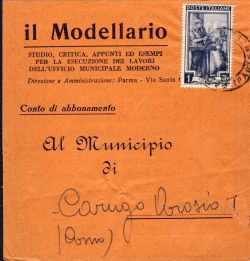 il Modellario
STUDIO, CRITICA, APPUNTI ED ESEMPI
PER LA ESECUZIONE DEI LAVORI
DELL'UFFICIO MUNICIPALE MODERNO
Direzione e Amministrazione: Parma - Via Santa
POSTE ITALIANE
1
Conto di abbonamento
Al Municipio
di
Carugo Arosio
(Como)